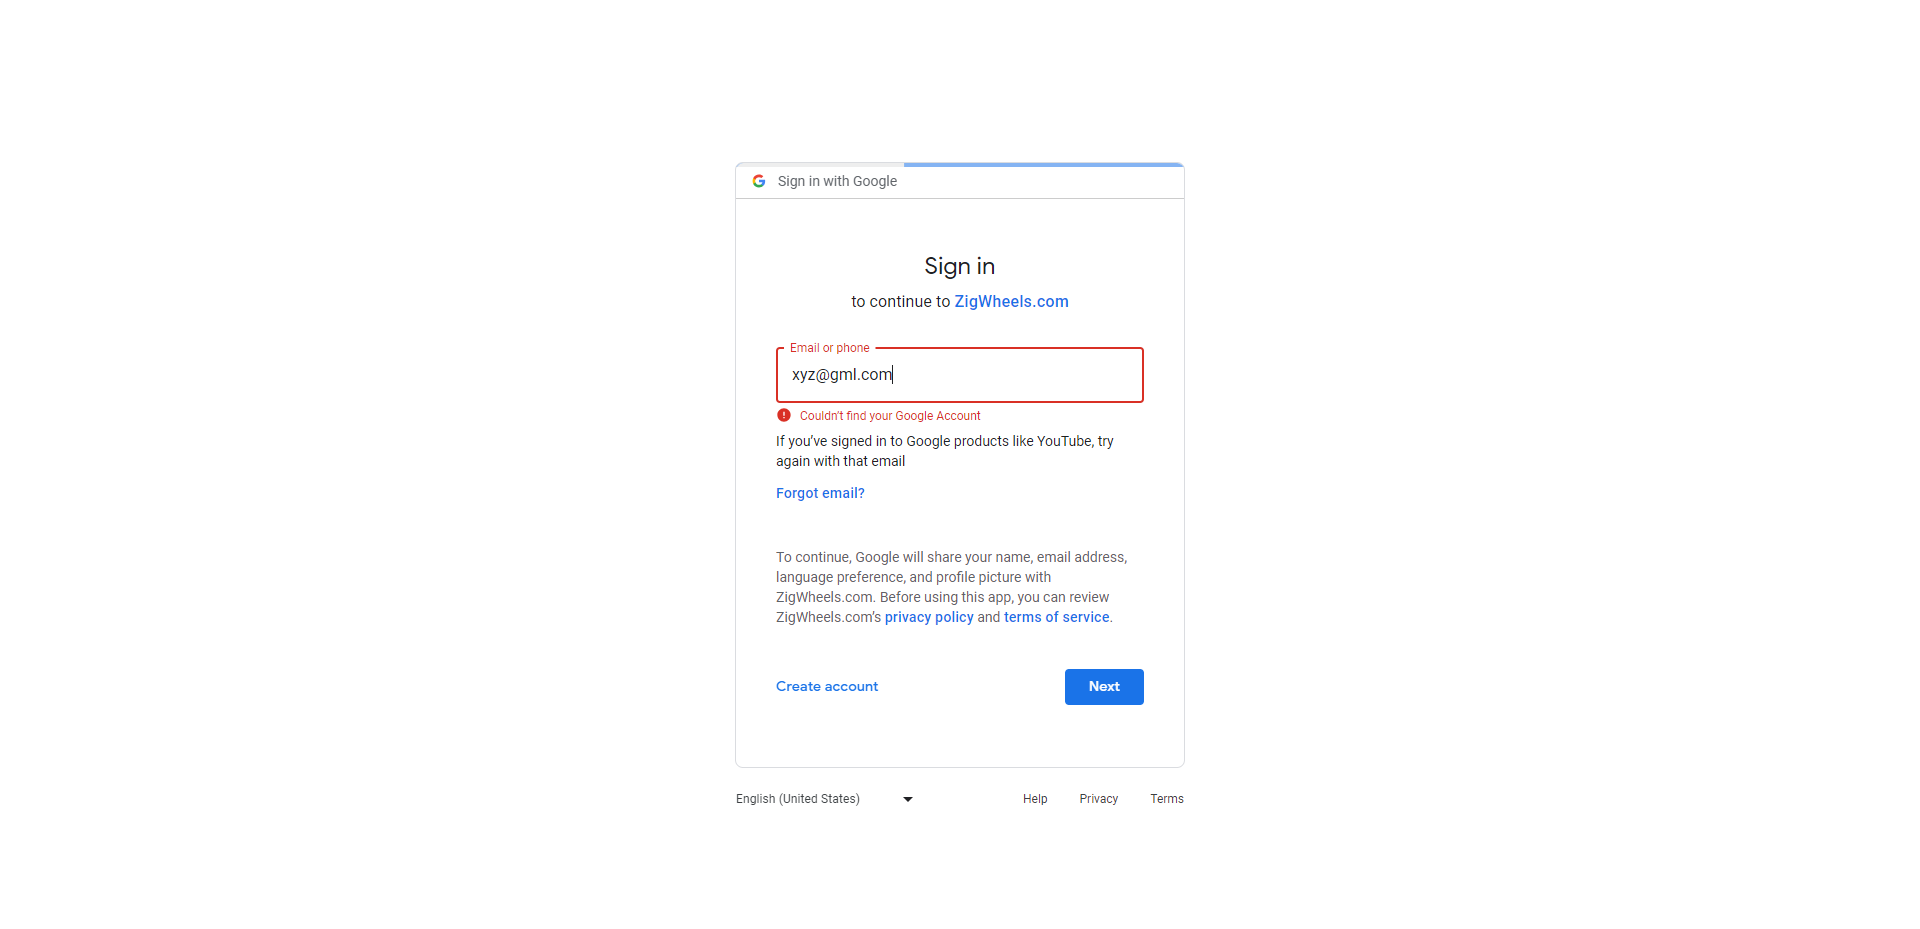 Sign in with Google
Sign in
to continue to ZigWheels.com
Email or phone
xyz@gml.com
Couldn't find your Google Account
If you've signed in to Google products like YouTube, try
again with that email
Forgot email?
To continue, Google will share your name, email address,
language preference, and profile picture with
ZigWheels.com. Before using this app, you can review
ZigWheels.com's privacy policy and terms of service.
Create account
Next
English (United States)
Help Privacy Terms